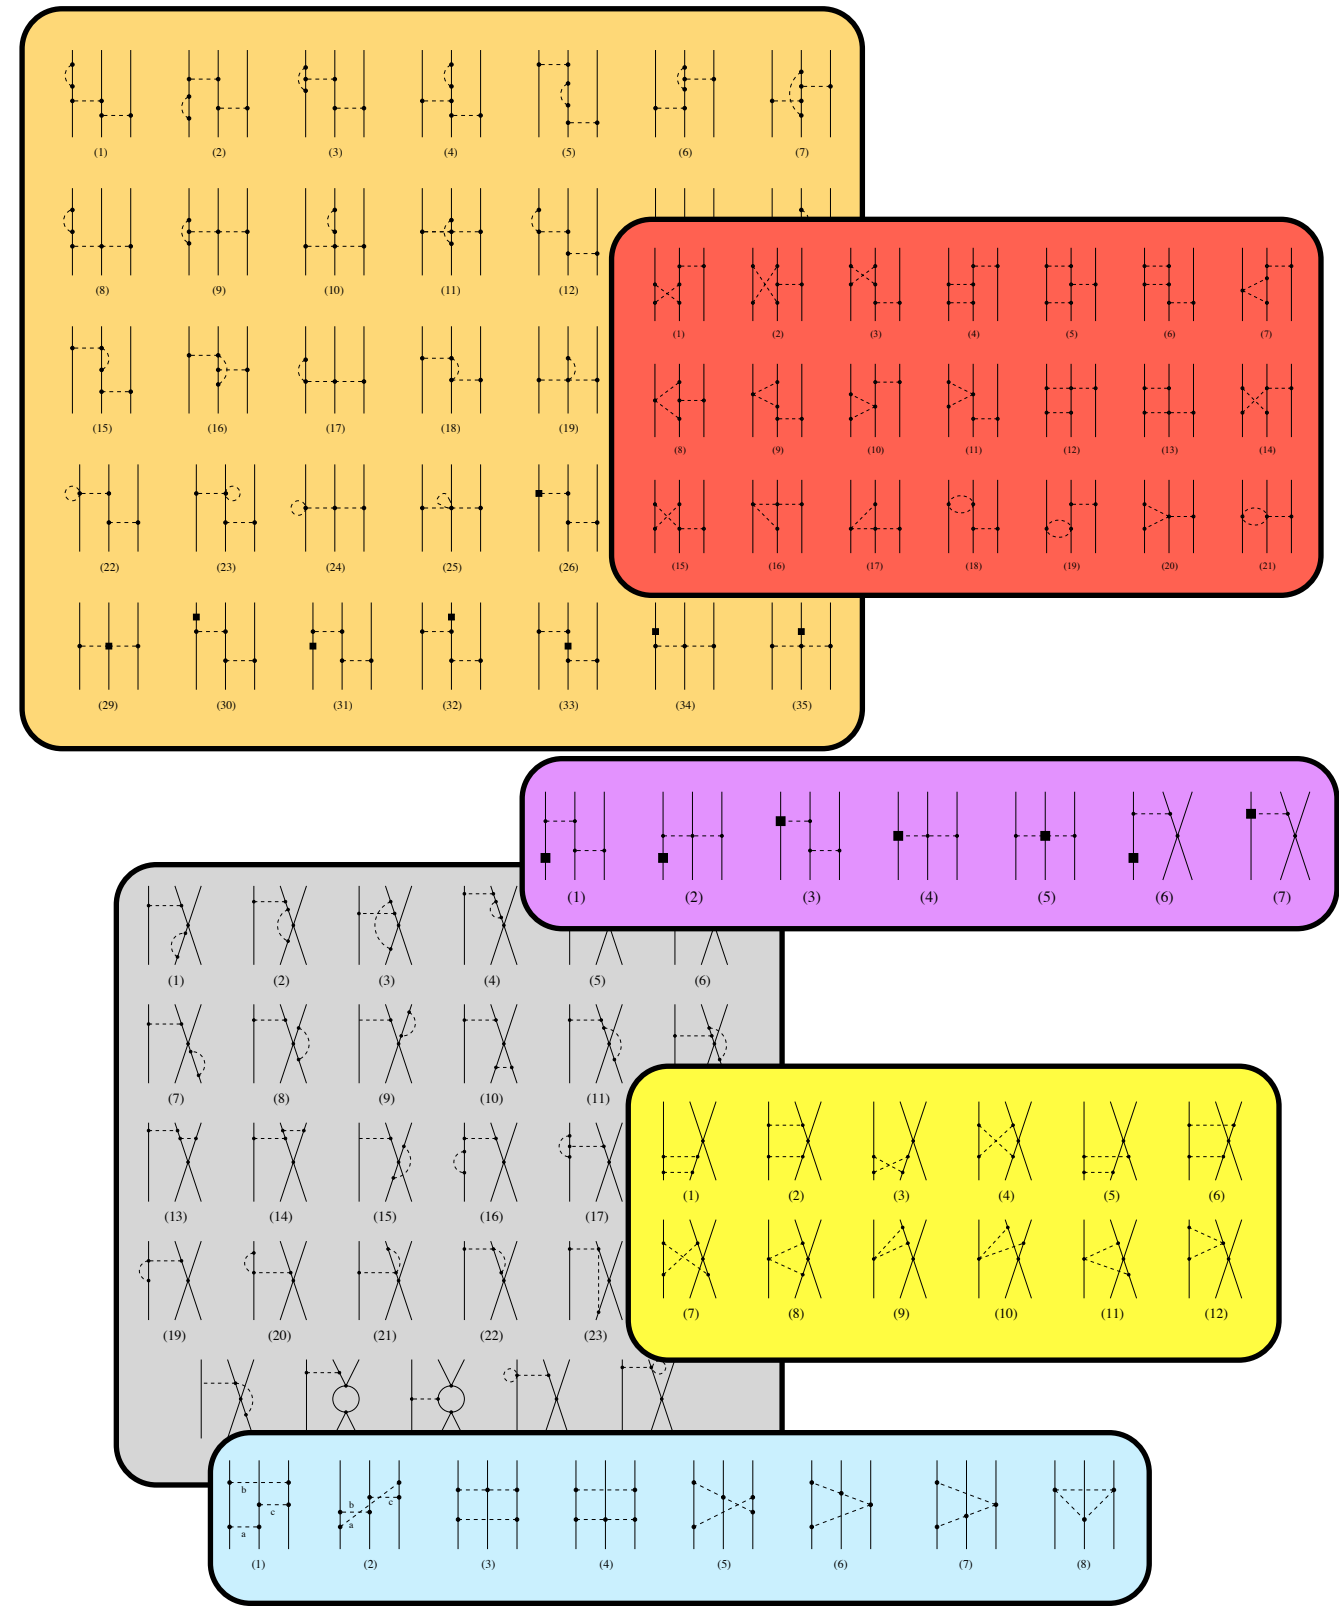 (1) (2) (3) (4) (5) (6) (7)
(8) (9) (10) (11) (12)
(15) (16) (17) (18) (19)
(22) (23) (24) (25) (26)
(29) (30) (31) (32) (33) (34) (35)
(1) (2) (3) (4) (5) (6) (7)
(8) (9) (10) (11) (12) (13) (14)
(15) (16) (17) (18) (19) (20) (21)
(1) (2) (3) (4) (5) (6) (7)
(1) (2) (3) (4) (5) (6)
(7) (8) (9) (10) (11)
(13) (14) (15) (16) (17)
(19) (20) (21) (22) (23)
(1) (2) (3) (4) (5) (6)
(7) (8) (9) (10) (11) (12)
b
c
a
b
c
a
(1) (2) (3) (4) (5) (6) (7) (8)